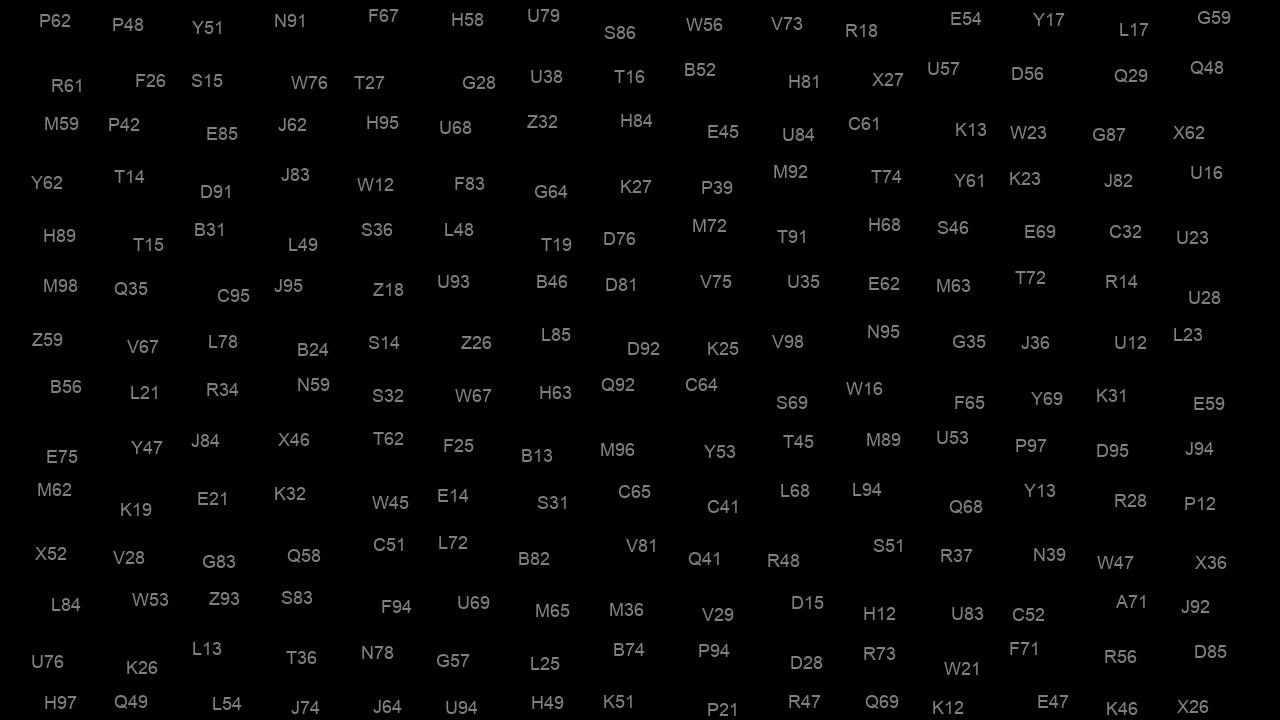 P62 P48 Y51 N91 F67 H58 U79 S86 W56 V73 R18 E54 Y17 L17 G59
R61 F26 S15 W76 T27 G28 U38 T16 B52 H81 X27 U57 D56 Q29 Q48
M59 P42 E85 J62 H95 U68 Z32 H84 E45 U84 C61 K13 W23 G87 X62
Y62 T14 D91 J83 W12 F83 G64 K27 P39 M92 T74 Y61 K23 J82 U16
H89 T15 B31 L49 S36 L48 T19 D76 M72 T91 H68 S46 E69 C32 U23
M98 Q35 C95 J95 Z18 U93 B46 D81 V75 U35 E62 M63 T72 R14 U28
Z59 V67 L78 B24 S14 Z26 L85 D92 K25 V98 N95 G35 J36 U12 L23
B56 L21 R34 N59 S32 W67 H63 Q92 C64 S69 W16 F65 Y69 K31 E59
E75 Y47 J84 X46 T62 F25 B13 M96 Y53 T45 M89 U53 P97 D95 J94
M62 K19 E21 K32 W45 E14 S31 C65 C41 L68 L94 Q68 Y13 R28 P12
X52 V28 G83 Q58 C51 L72 B82 V81 Q41 R48 S51 R37 N39 W47 X36
L84 W53 Z93 S83 F94 U69 M65 M36 V29 D15 H12 U83 C52 A71 J92
U76 K26 L13 T36 N78 G57 L25 B74 P94 D28 R73 W21 F71 R56 D85
H97 Q49 L54 J74 J64 U94 H49 K51 P21 R47 Q69 K12 E47 K46 X26